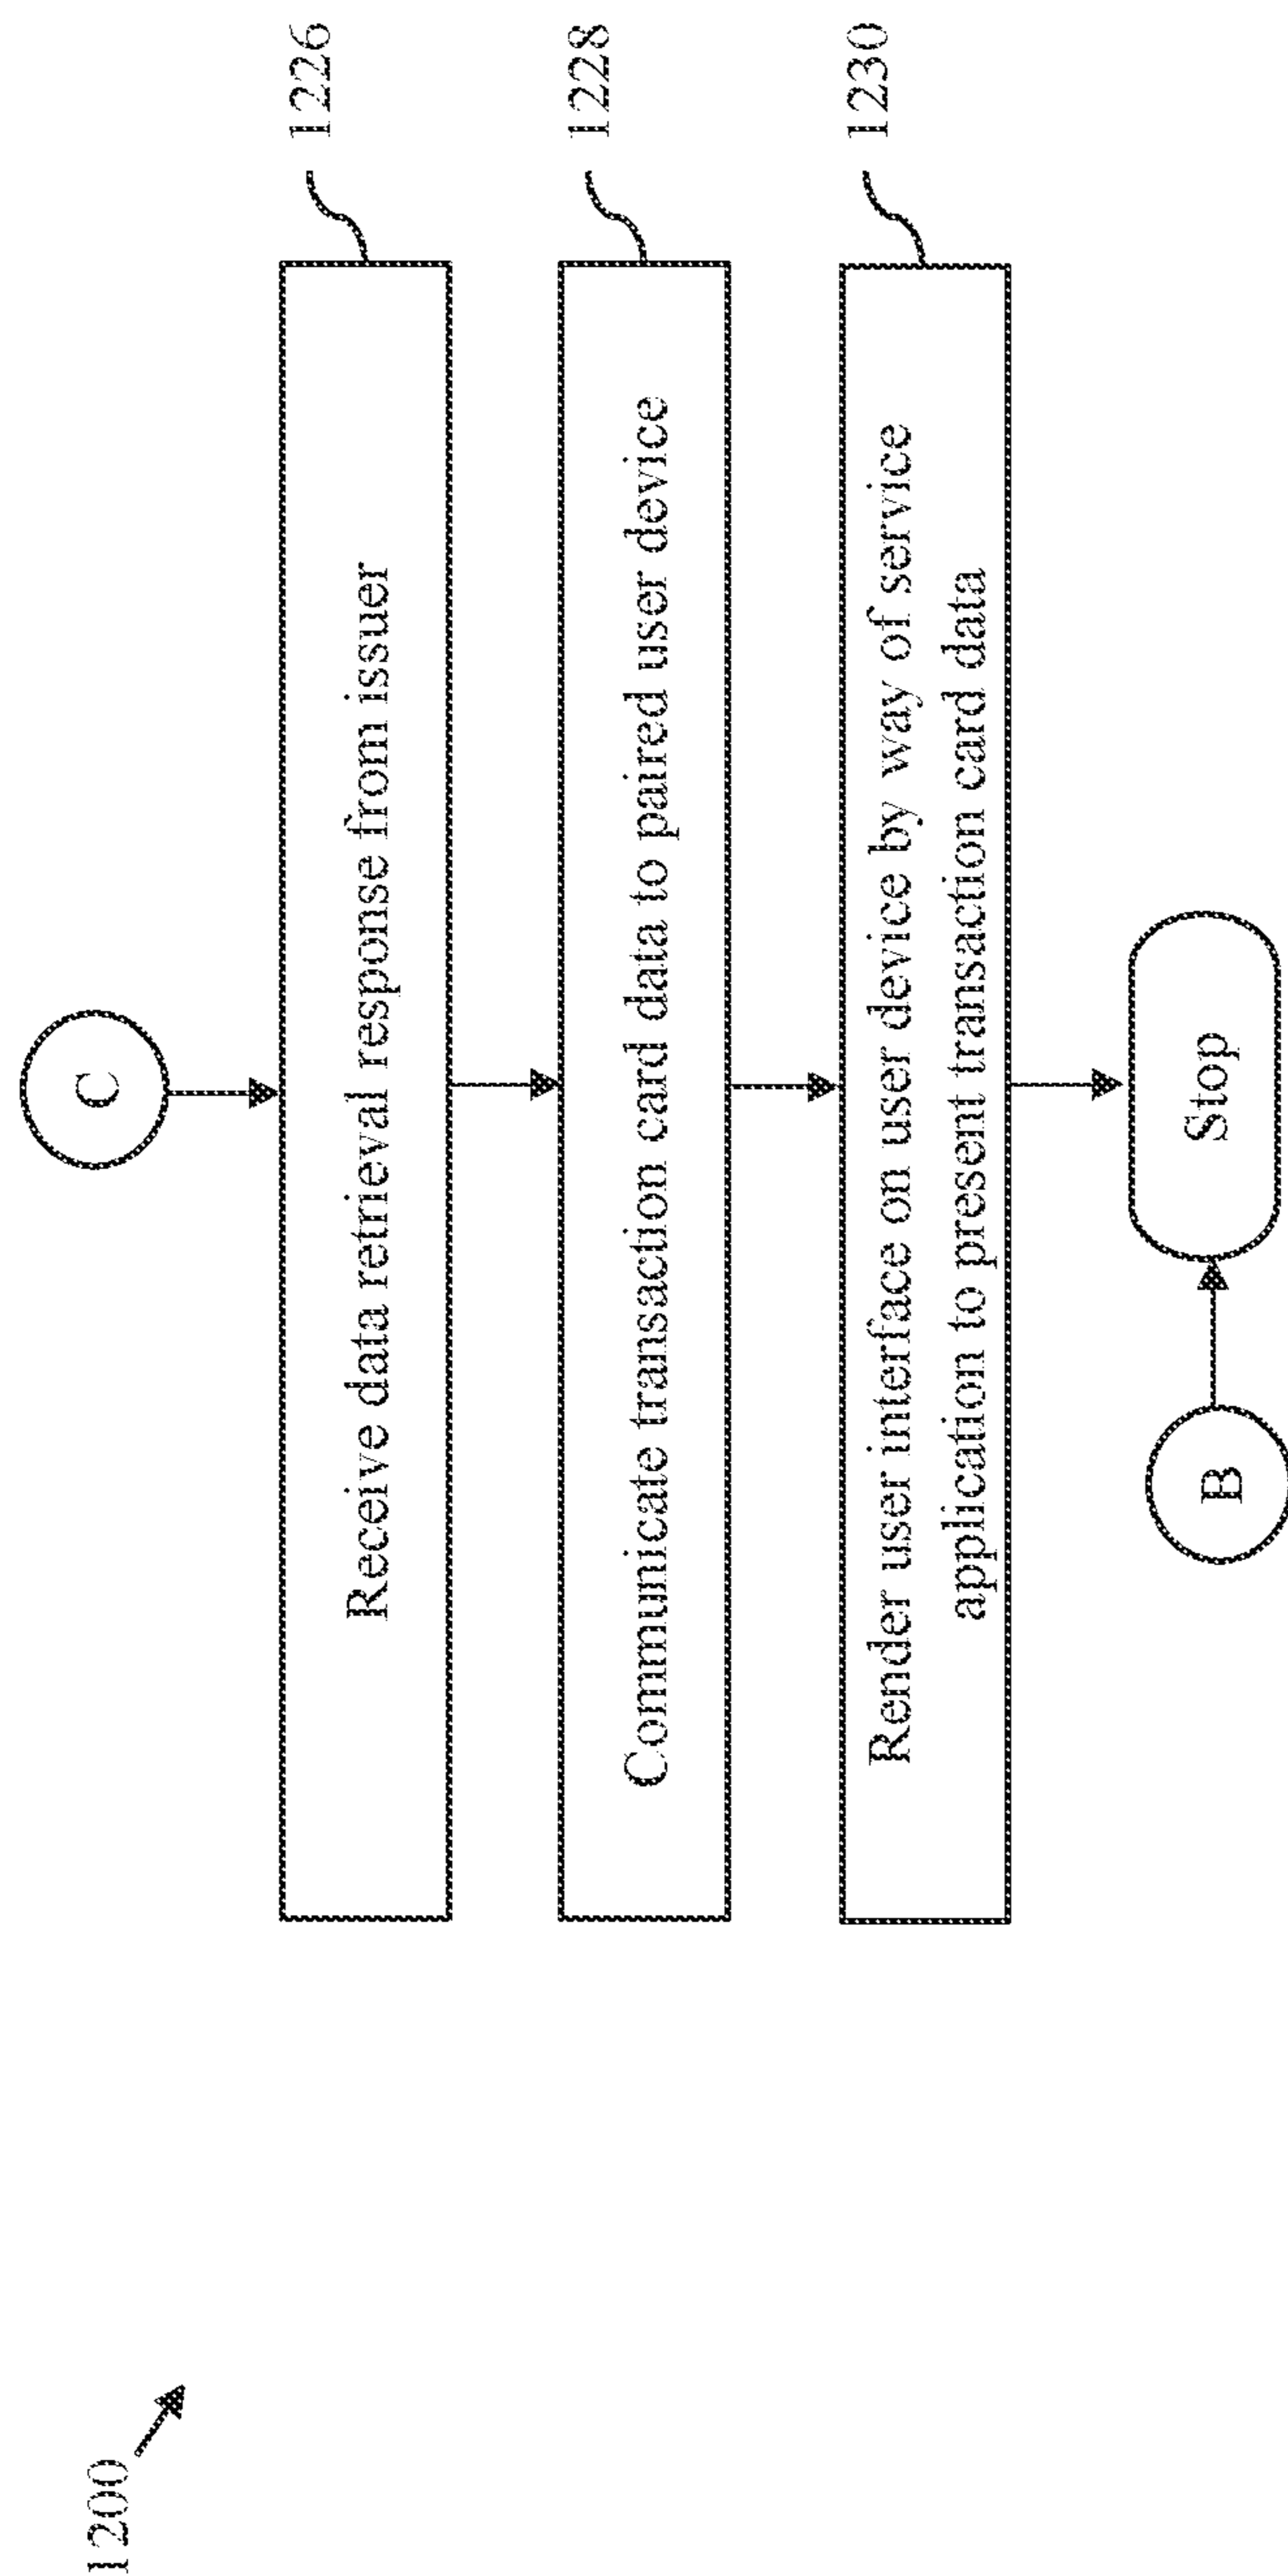 1200
C
Receive data retrieval response from issuer
1226
Communicate transaction card data to paired user device
1228
Render user interface on user device by way of service
application to present transaction card data
1230
B
Stop